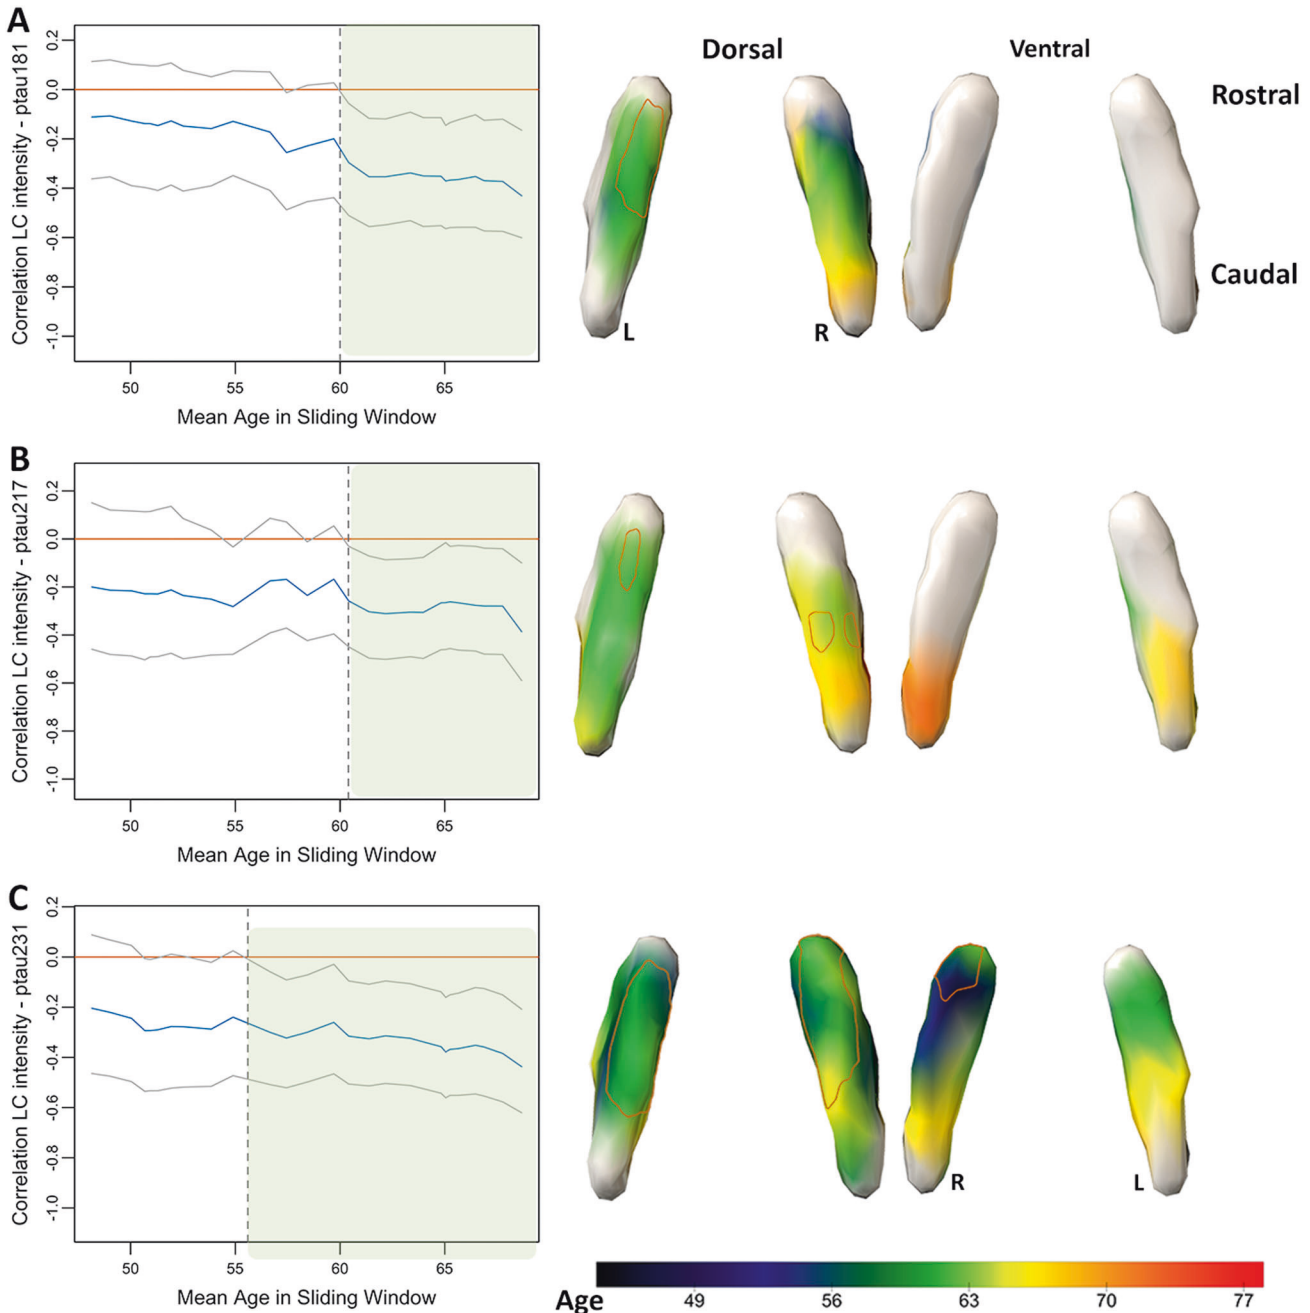 A
Correlation LC intensity - ptau181
0.2
0.0
-0.2
-0.4
-0.6
-0.8
-1.0
50 55 60 65
Mean Age in Sliding Window
Dorsal Ventral
Rostral
Caudal
L R
B
Correlation LC intensity - ptau217
0.2
0.0
-0.2
-0.4
-0.6
-0.8
-1.0
50 55 60 65
Mean Age in Sliding Window
C
Correlation LC intensity - ptau231
0.2
0.0
-0.2
-0.4
-0.6
-0.8
-1.0
50 55 60 65
Mean Age in Sliding Window
R L
Age 49 56 63 70 77